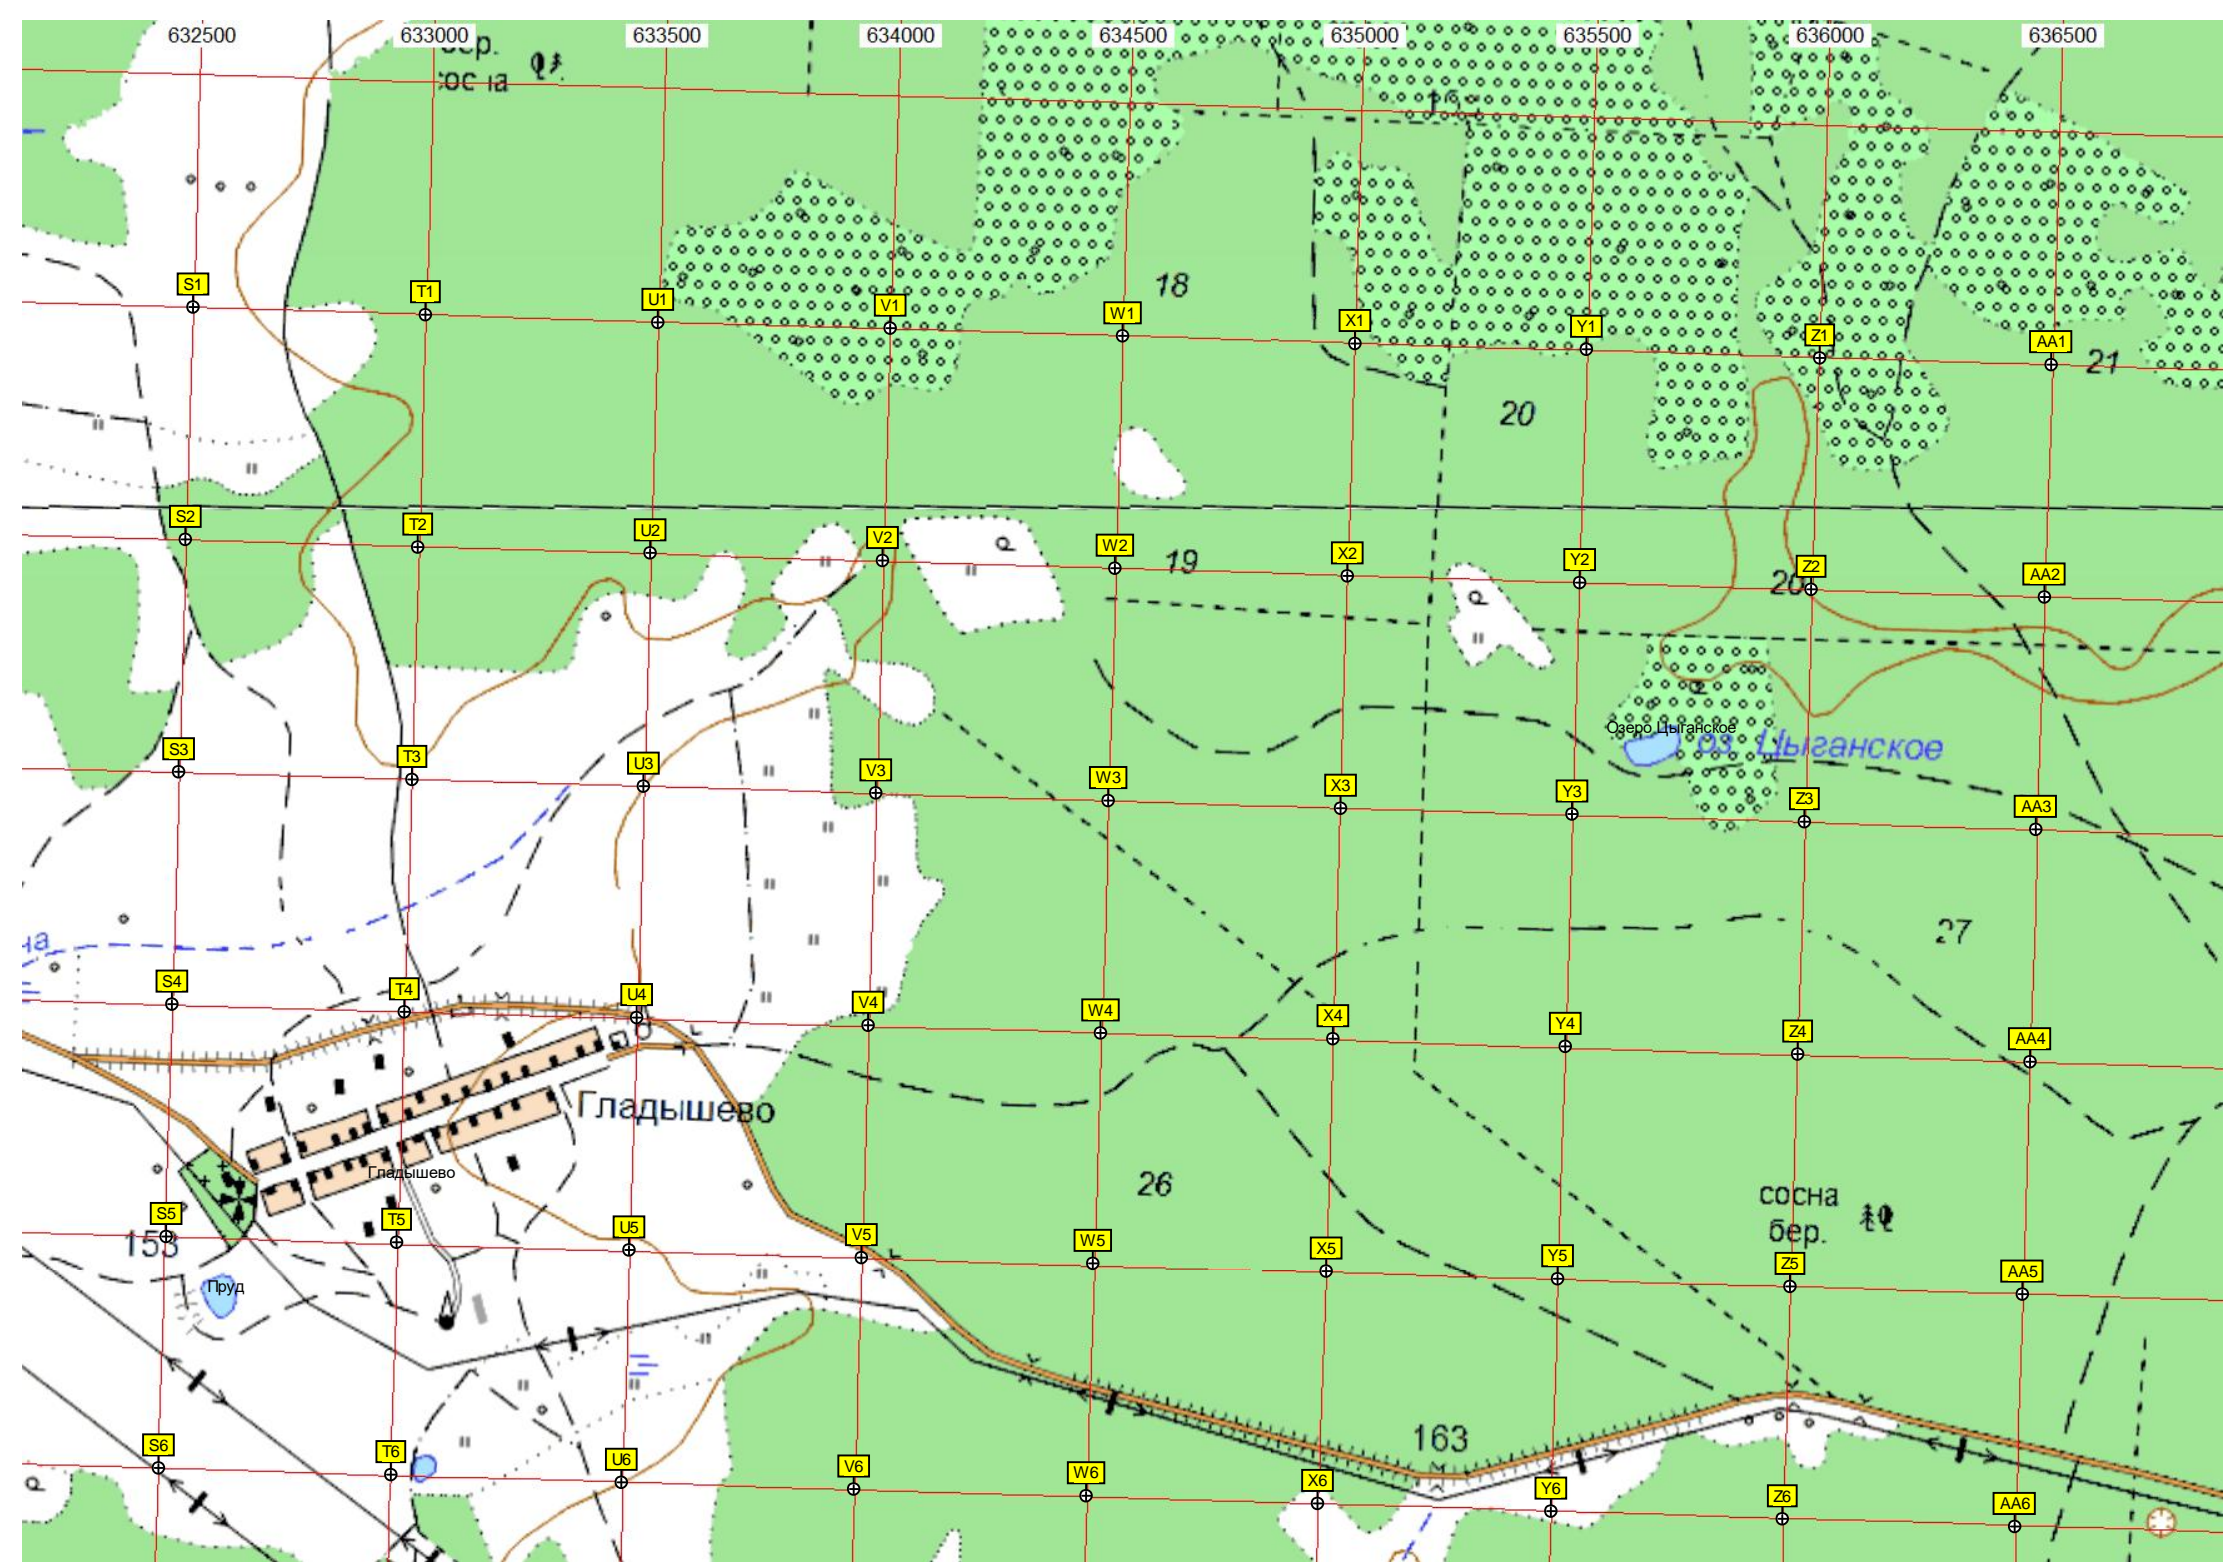 632500 633000 633500 634000 634500 635000 635500 636000 636500
бер.
18
S1 T1 U1 V1 W1 X1 Y1 Z1 AA1
21
20
S2 T2 U2 V2 W2 X2 Y2 Z2 AA2
19
20
Озеро Цыганское
оз. Цыганское
S3 T3 U3 V3 W3 X3 Y3 Z3 AA3
27
S4 T4 U4 V4 W4 X4 Y4 Z4 AA4
Гладышево
Гладышево
26
сосна
бер.
S5 T5 U5 V5 W5 X5 Y5 Z5 AA5
153
Пруд
163
S6 T6 U6 V6 W6 X6 Y6 Z6 AA6